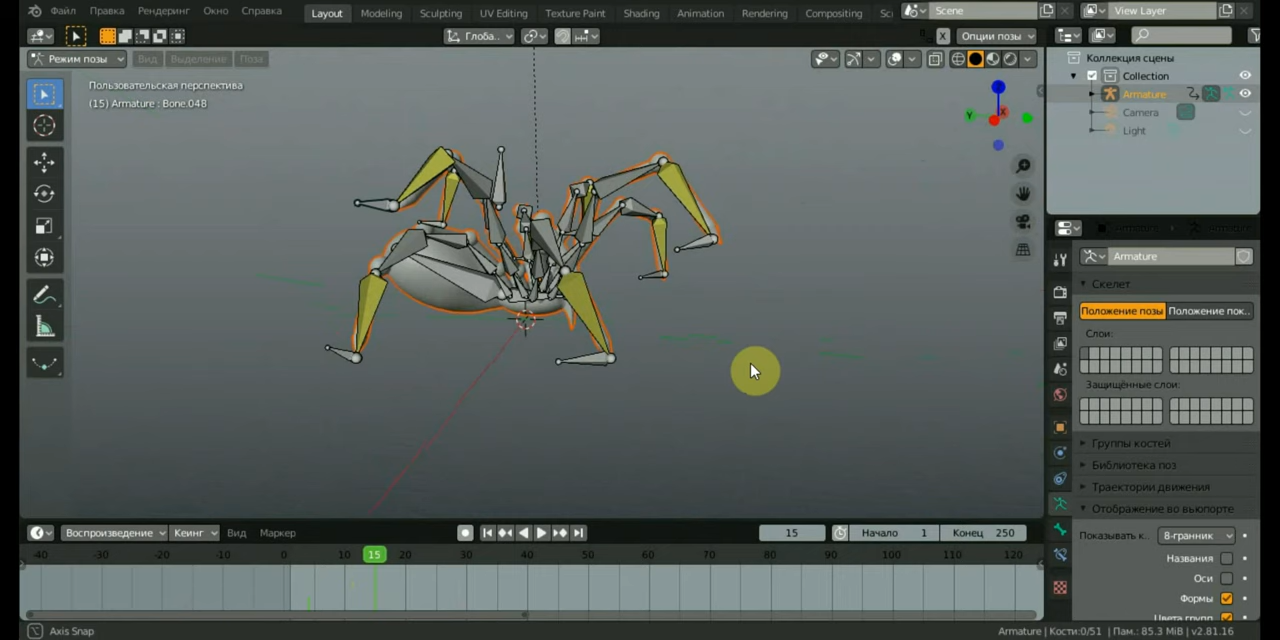 Файл Правка Рендеринг Окно Справка Layout Modeling Sculpting UV Editing Texture Paint Shading Animation Rendering Compositing Sc Scene View Layer
Глоба.. Опции позы
Режим позы Вид Выделение Поза
Пользовательская перспектива
(15) Armature : Bone.048
X
Y
Коллекция сцены
Collection
Armature
Camera
Light
Armature
Скелет
Положение позы Положение пок..
Слои:
Защищённые слои:
Группы костей
Библиотека поз
Траектории движения
Отображение во вьюпорте
Показывать к.. 8-гранник
Названия
Оси
Формы
Цвета групп
Воспроизведение Кеинг Вид Маркер 15 Начало 1 Конец 250
-40 -30 -20 -10 0 10 15 20 30 40 50 60 70 80 90 100 110 120
Axis Snap Armature | Кости:0/51 | Пам.: 85.3 MiB | v2.81.16